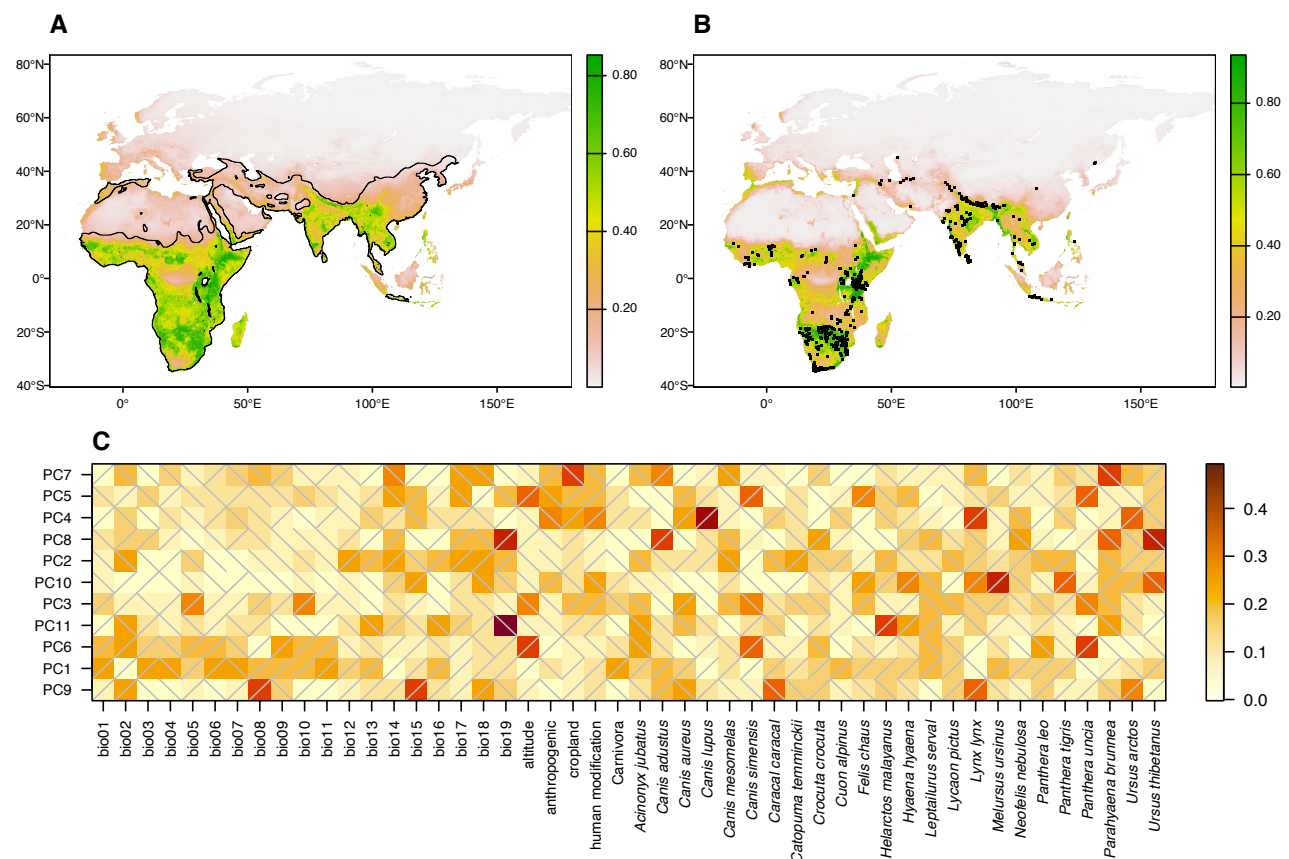 A
B
80°N
60°N
40°N
20°N
0°
20°S
40°S
0°
50°E
100°E
150°E
0.80
0.60
0.40
0.20
80°N
60°N
40°N
20°N
0°
20°S
40°S
0°
50°E
100°E
150°E
0.80
0.60
0.40
0.20
C
PC7
PC5
PC4
PC8
PC2
PC10
PC3
PC11
PC6
PC1
PC9
bio01
bio02
bio03
bio04
bio05
bio06
bio07
bio08
bio09
bio10
bio11
bio12
bio13
bio14
bio15
bio16
bio17
bio18
bio19
altitude
anthropogenic
cropland
human modification
Carnivora
Acinonyx jubatus
Canis adustus
Canis aureus
Canis lupus
Canis mesomelas
Canis simensis
Caracal caracal
Catopuma temminckii
Crocuta crocuta
Cuon alpinus
Felis chaus
Helarctos malayanus
Hyaena hyaena
Leptailurus serval
Lycaon pictus
Lynx lynx
Melursus ursinus
Neofelis nebulosa
Panthera leo
Panthera tigris
Panthera uncia
Parahyaena brunnea
Ursus arctos
Ursus thibetanus
0.4
0.3
0.2
0.1
0.0